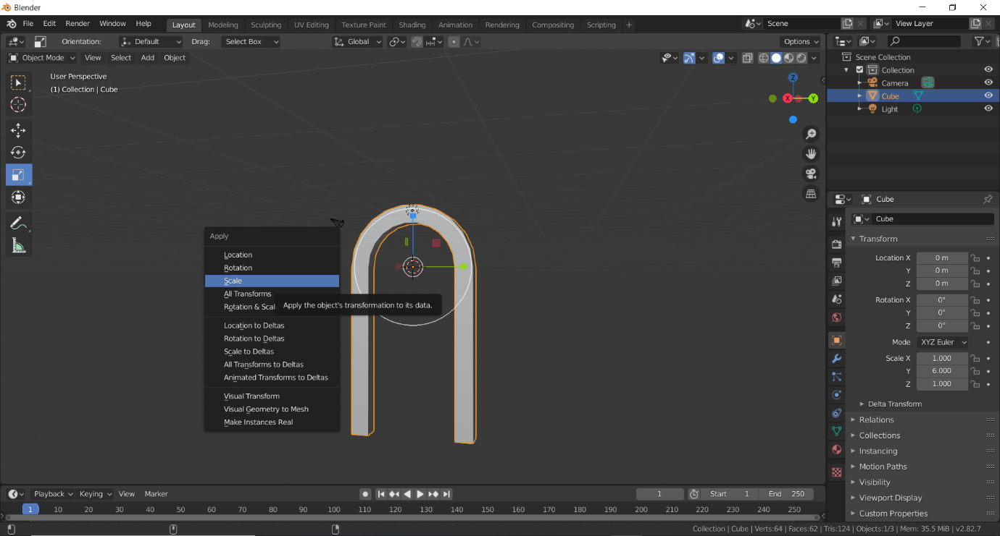 Blender
File Edit Render Window Help Layout Modeling Sculpting UV Editing Texture Paint Shading Animation Rendering Compositing Scripting + Scene View Layer
Orientation: Default Drag: Select Box Global Options
Object Mode View Select Add Object
User Perspective
(1) Collection | Cube
Z
X
Y
Scene Collection
Collection
Camera
Cube
Light
Apply
Location
Rotation
Scale
All Transforms
Rotation & Scal
Apply the object's transformation to its data.
Location to Deltas
Rotation to Deltas
Scale to Deltas
All Transforms to Deltas
Animated Transforms to Deltas
Visual Transform
Visual Geometry to Mesh
Make Instances Real
Cube
Cube
Transform
Location X 0 m
Y 0 m
Z 0 m
Rotation X 0°
Y 0°
Z 0°
Mode XYZ Euler
Scale X 1.000
Y 6.000
Z 1.000
Delta Transform
Relations
Collections
Instancing
Motion Paths
Visibility
Viewport Display
Custom Properties
Playback Keying View Marker 1 Start 1 End 250
1 10 20 30 40 50 60 70 80 90 100 110 120 130 140 150 160 170 180 190 200 210 220 230 240 250
Collection | Cube | Verts:64 | Faces:62 | Tris:124 | Objects:1/3 | Mem: 35.5 MiB | v2.82.7